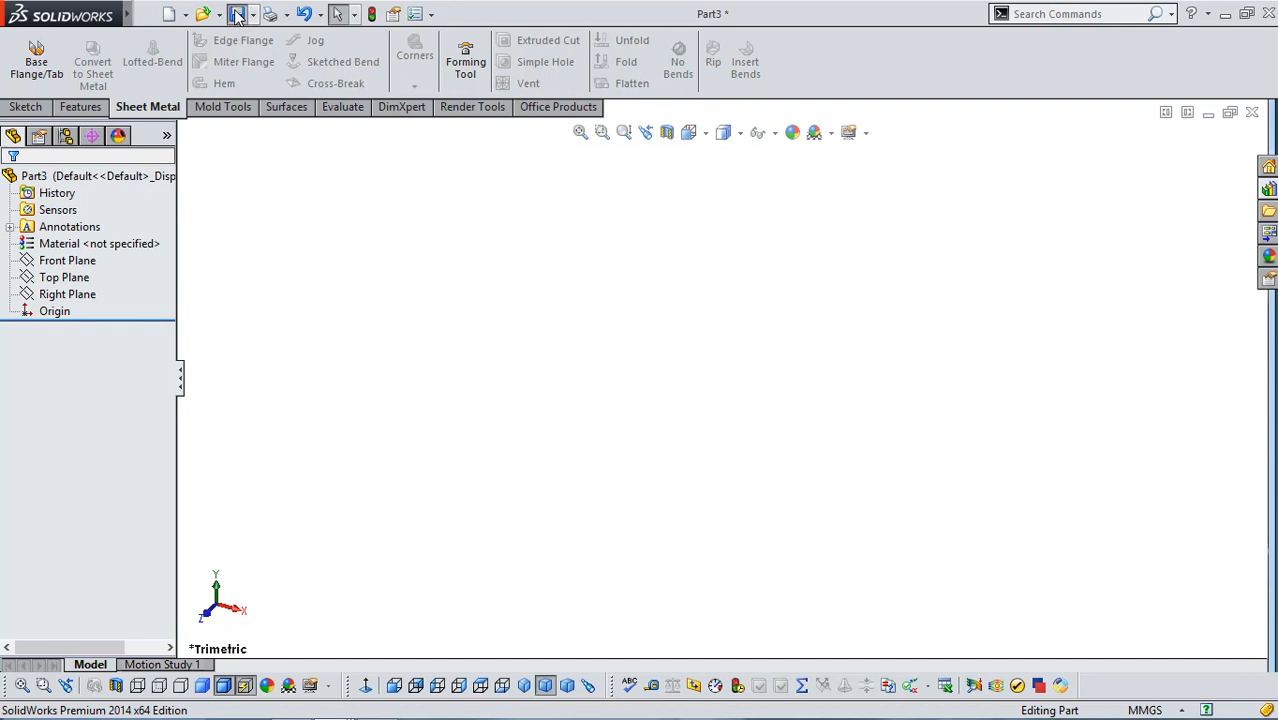 SOLIDWORKS
Part3 *
Search Commands
Base Flange/Tab
Convert to Sheet Metal
Lofted-Bend
Edge Flange
Miter Flange
Hem
Jog
Sketched Bend
Cross-Break
Corners
Forming Tool
Extruded Cut
Simple Hole
Vent
Unfold
Fold
Flatten
No Bends
Rip
Insert Bends
Sketch
Features
Sheet Metal
Mold Tools
Surfaces
Evaluate
DimXpert
Render Tools
Office Products
Part3 (Default<<Default>_Disp
History
Sensors
Annotations
Material <not specified>
Front Plane
Top Plane
Right Plane
Origin
Y
X
Z
*Trimetric
Model
Motion Study 1
SolidWorks Premium 2014 x64 Edition
Editing Part
MMGS